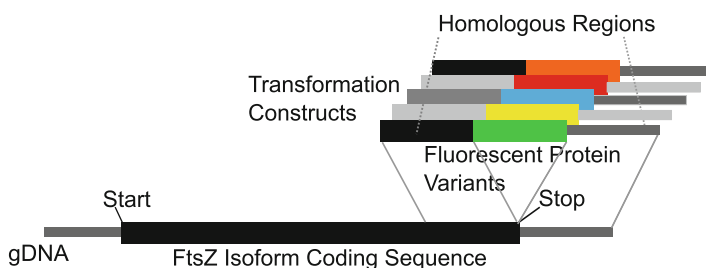 Homologous Regions
Transformation
Constructs
Fluorescent Protein
Variants
Start
Stop
gDNA
FtsZ Isoform Coding Sequence